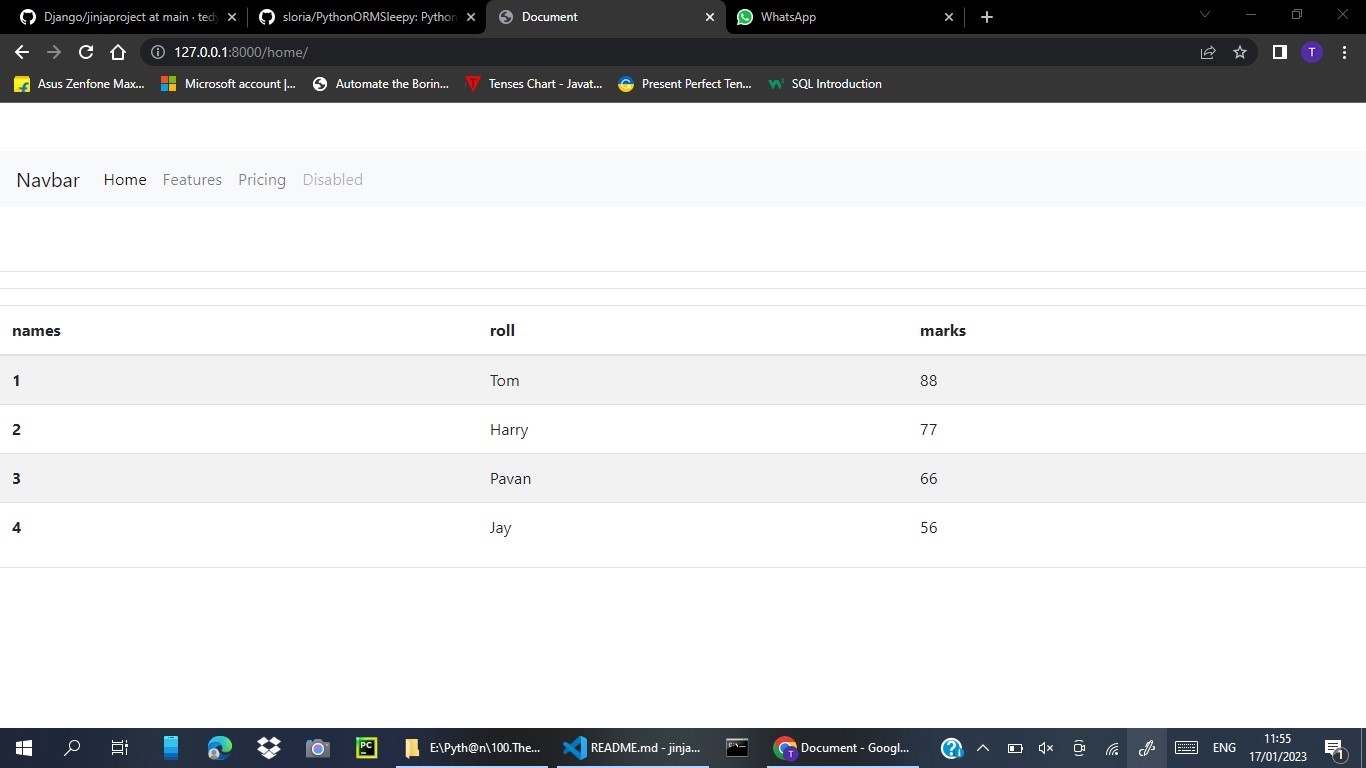 Django/jinjaproject at main · tedy
sloria/PythonORMSleepy: Python
Document
WhatsApp
127.0.0.1:8000/home/
T
Asus Zenfone Max...
Microsoft account |...
Automate the Borin...
Tenses Chart - Javat...
Present Perfect Ten...
SQL Introduction
Navbar Home Features Pricing Disabled
names roll marks
1 Tom 88
2 Harry 77
3 Pavan 66
4 Jay 56
E:\Pyth@n\100.The...
README.md - jinja...
Document - Googl...
ENG
11:55
17/01/2023
1